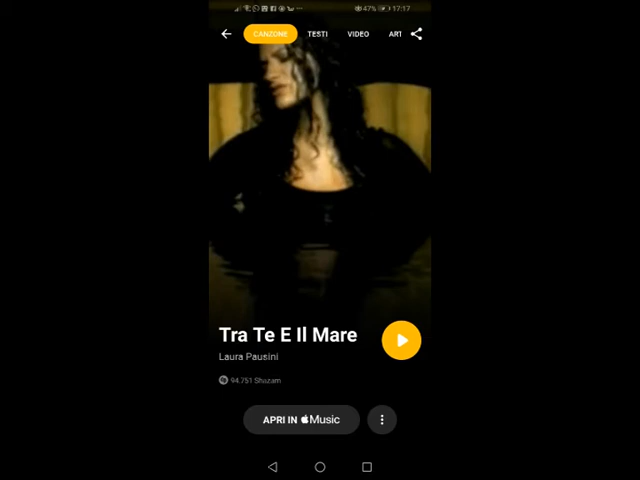 47% 17:17
CANZONE TESTI VIDEO ART
Tra Te E Il Mare
Laura Pausini
94.751 Shazam
APRI IN Music